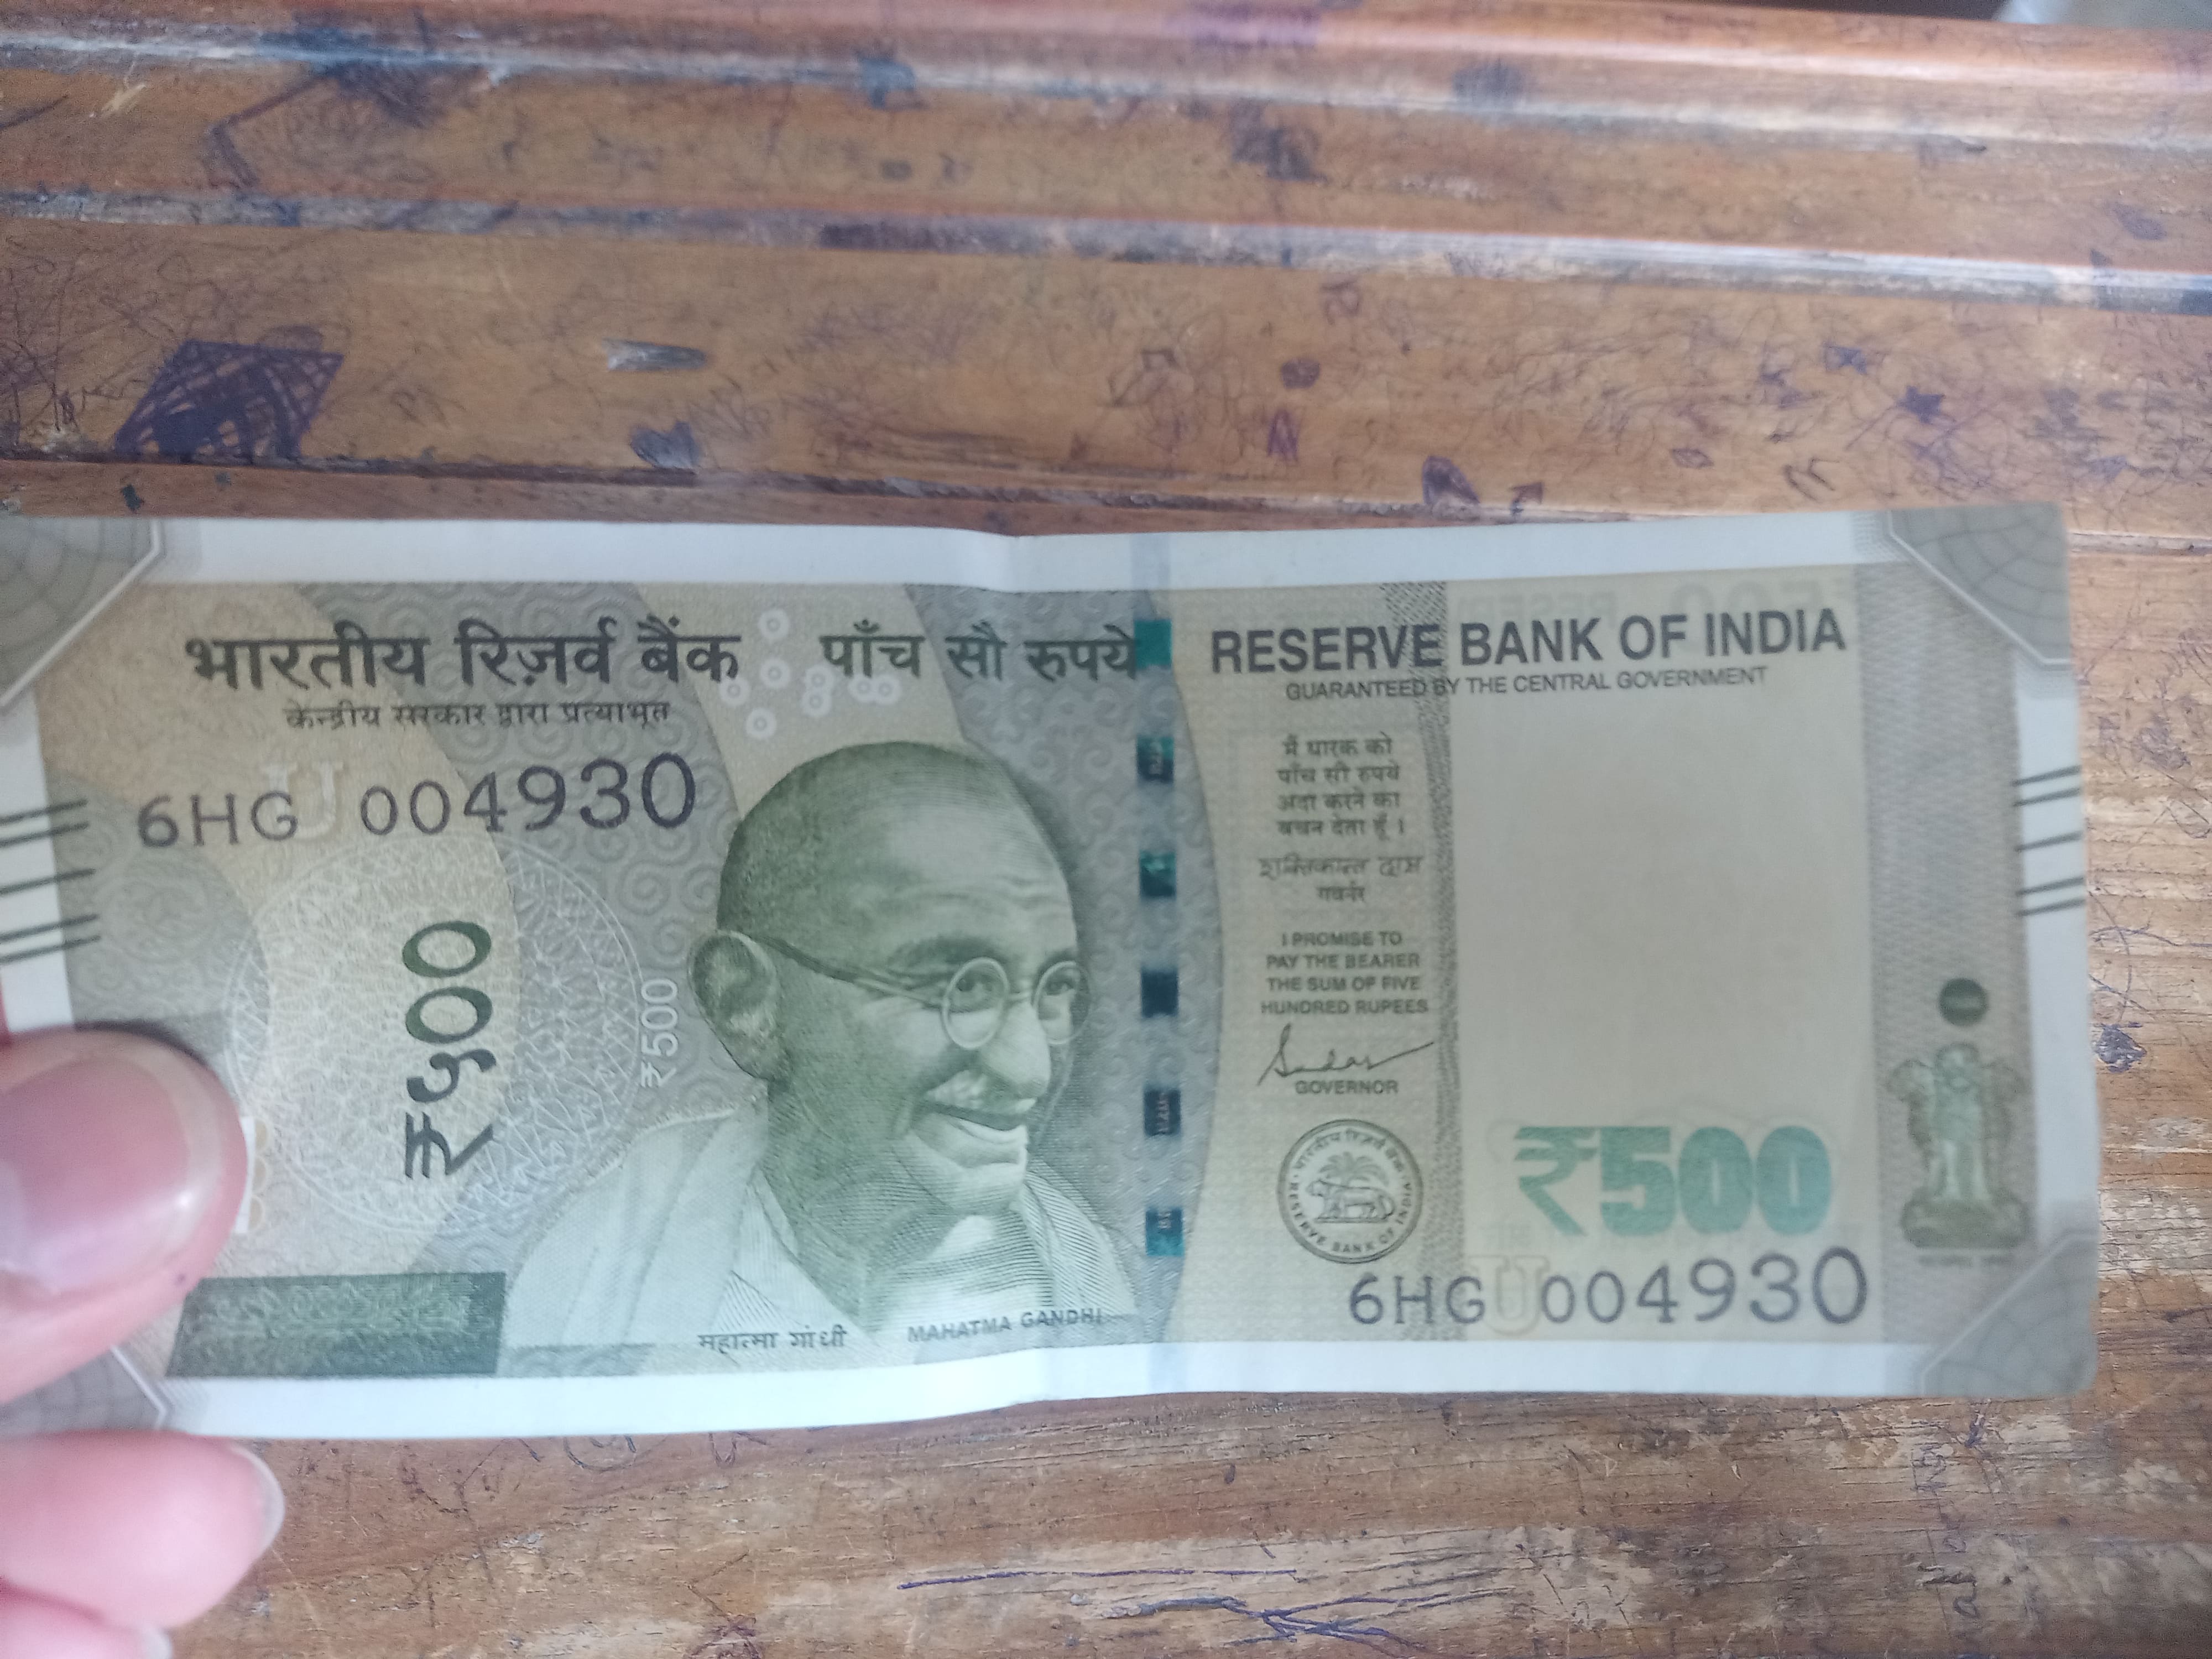 भारतीय रिज़र्व बैंक
केन्द्रीय सरकार द्वारा प्रत्याभूत
पाँच सौ रुपये
RESERVE BANK OF INDIA
GUARANTEED BY THE CENTRAL GOVERNMENT
6HG 004930
₹५००
₹500
मैं धारक को
पाँच सौ रुपये
अदा करने का
वचन देता हूँ ।
शक्तिकान्त दास
गवर्नर
I PROMISE TO
PAY THE BEARER
THE SUM OF FIVE
HUNDRED RUPEES
GOVERNOR
भारतीय रिज़र्व बैंक
RESERVE BANK OF INDIA
₹500
6HG 004930
महात्मा गांधी
MAHATMA GANDHI